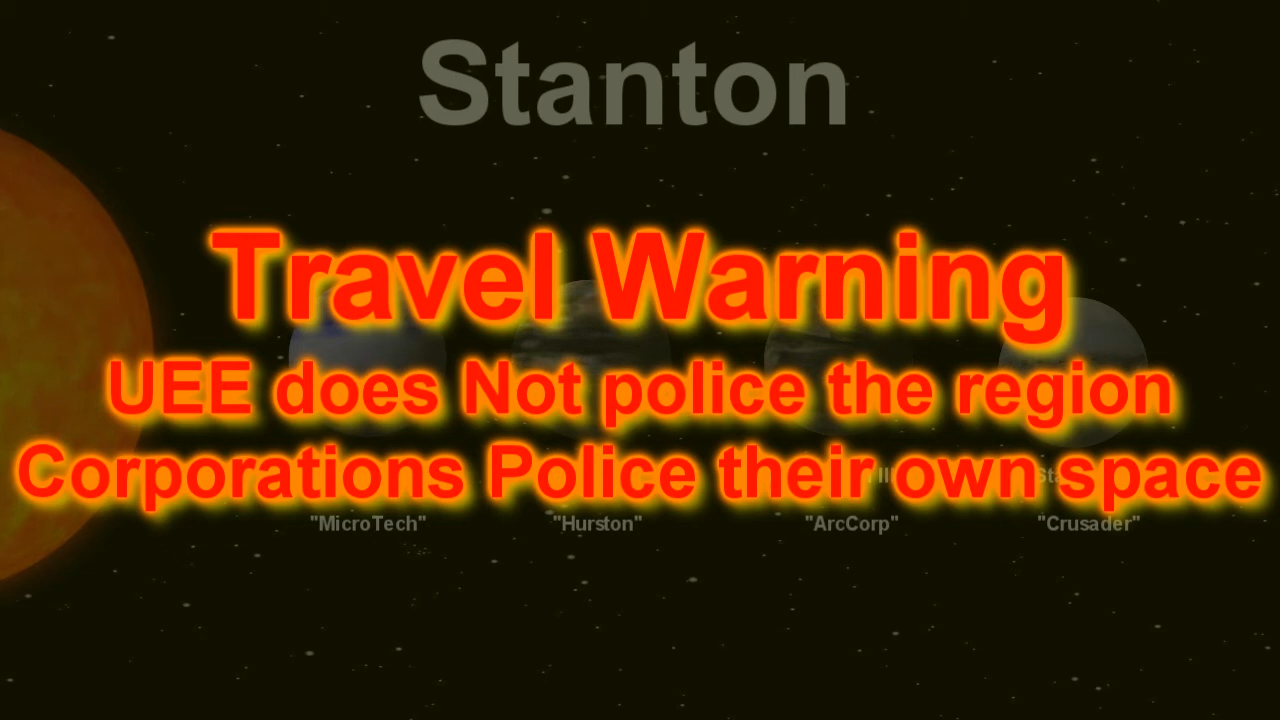 Stanton
Travel Warning
UEE does Not police the region
Corporations Police their own space
"MicroTech" "Hurston" "ArcCorp" "Crusader"